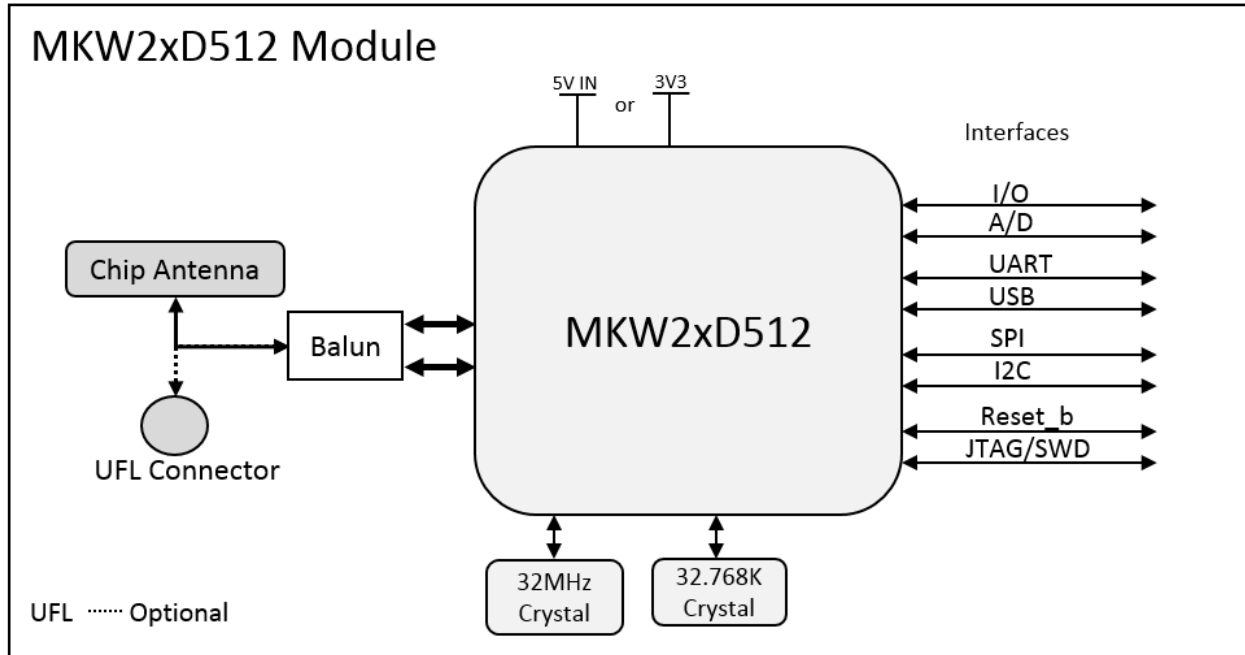 MKW2xD512 Module
5V IN
or
3V3
Interfaces
I/O
A/D
UART
USB
SPI
I2C
Reset_b
JTAG/SWD
Chip Antenna
Balun
MKW2xD512
UFL Connector
32MHz
Crystal
32.768K
Crystal
UFL ······· Optional